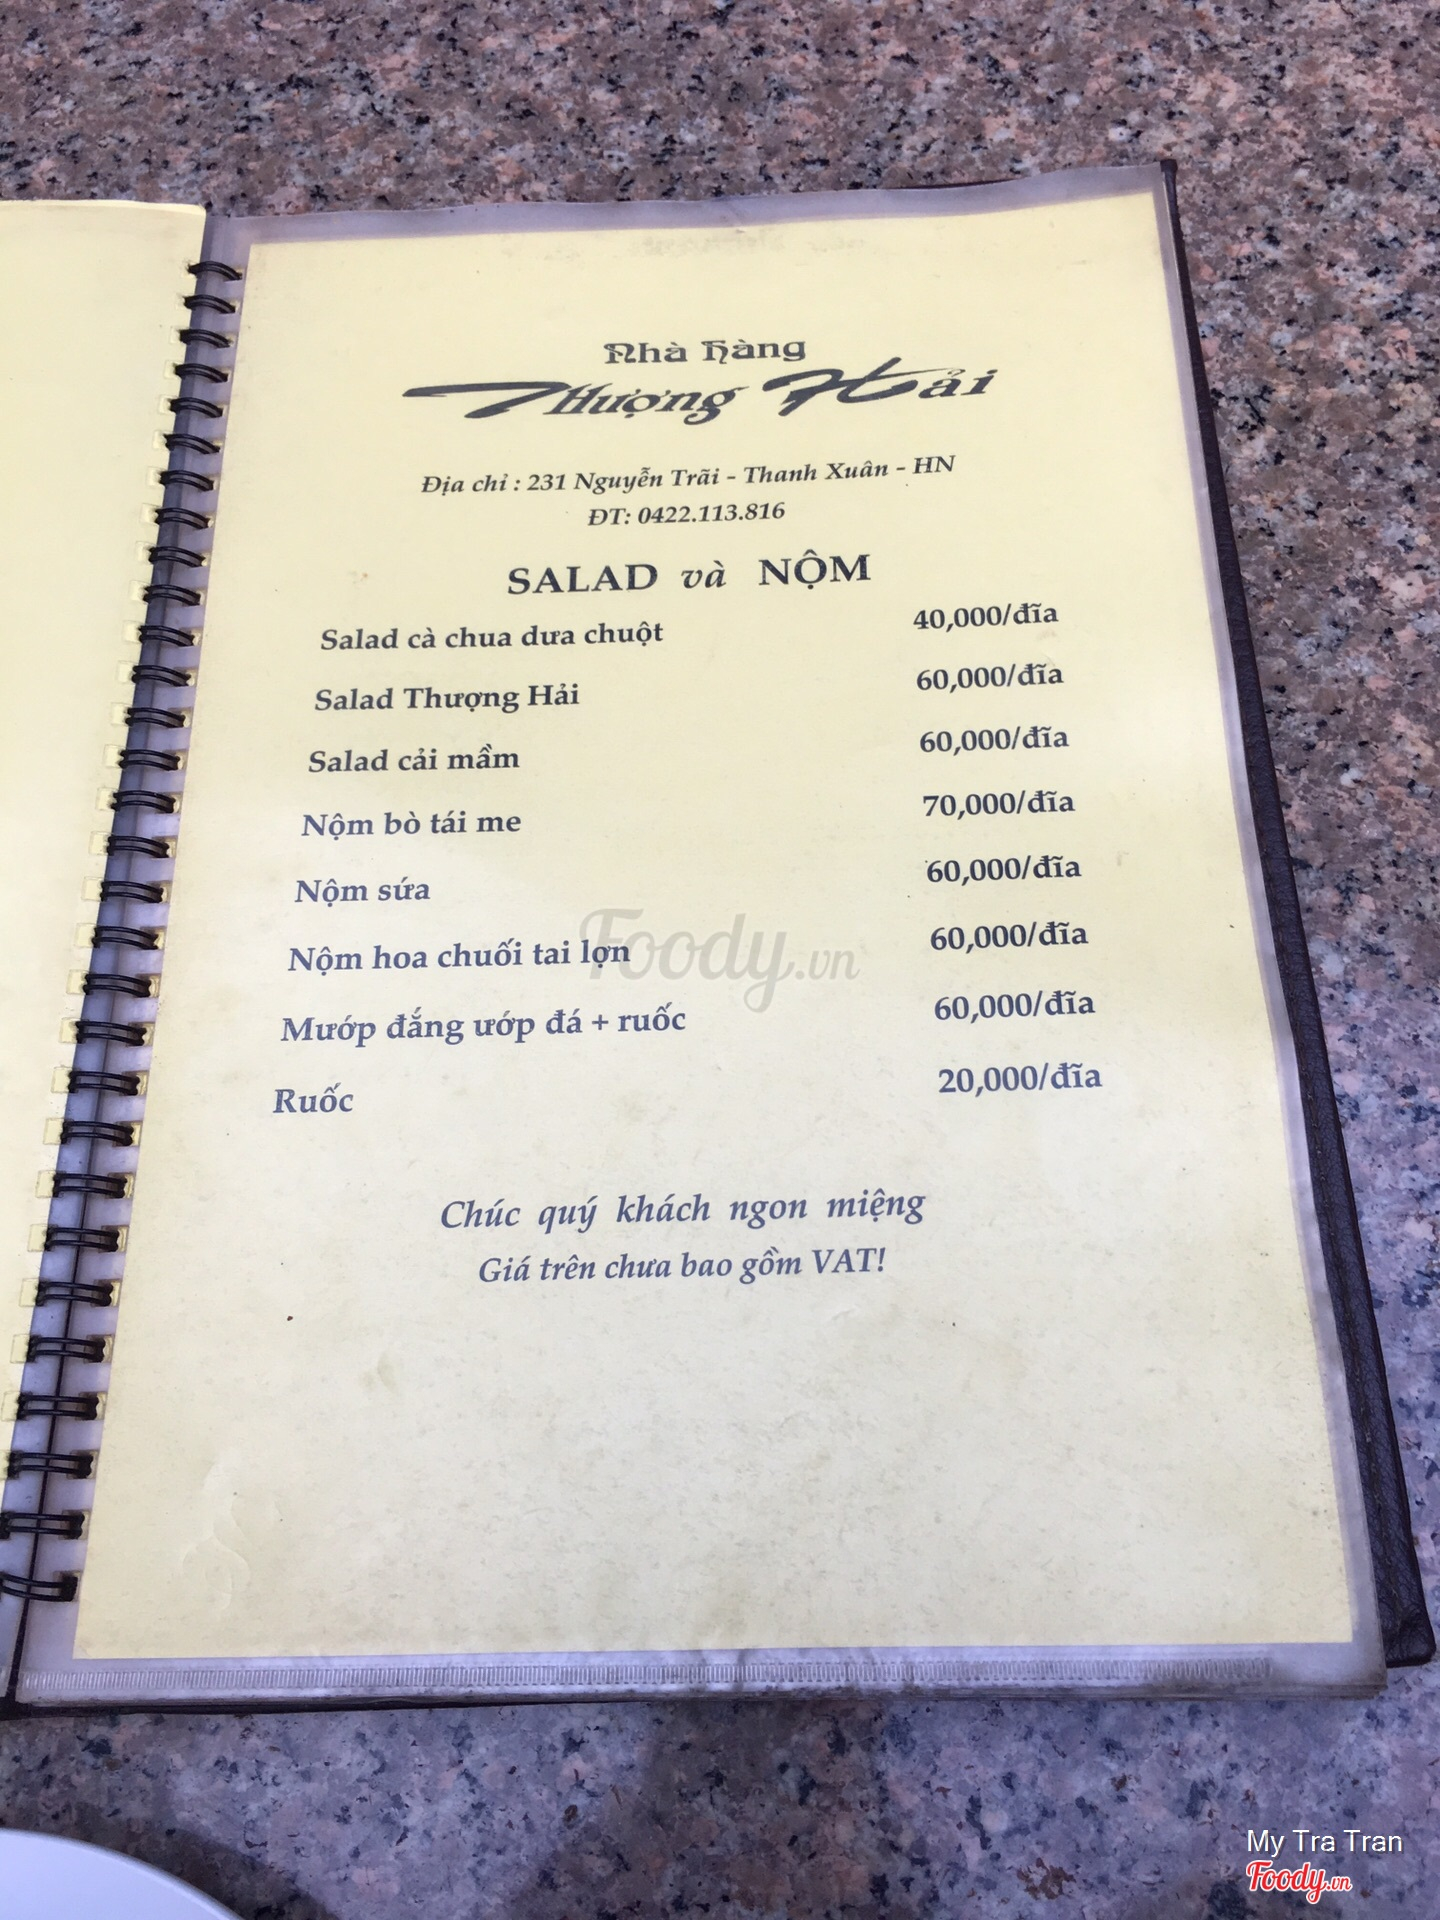 Nhà hàng
Thượng Hải
Địa chỉ : 231 Nguyễn Trãi - Thanh Xuân - HN
ĐT: 0422.113.816
SALAD và NỘM
Salad cà chua dưa chuột 40,000/đĩa
Salad Thượng Hải 60,000/đĩa
Salad cải mầm 60,000/đĩa
Nộm bò tái me 70,000/đĩa
Nộm sứa 60,000/đĩa
Nộm hoa chuối tai lợn 60,000/đĩa
Foody.vn
Mướp đắng ướp đá + ruốc 60,000/đĩa
Ruốc 20,000/đĩa
Chúc quý khách ngon miệng
Giá trên chưa bao gồm VAT!
My Tra Tran
Foody.vn